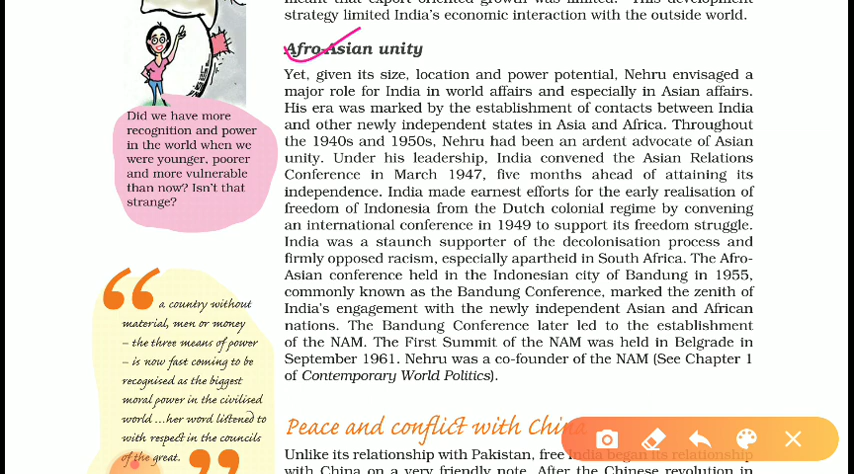 meant that export-oriented growth was limited. This development
strategy limited India's economic interaction with the outside world.
Afro-Asian unity
Yet, given its size, location and power potential, Nehru envisaged a
major role for India in world affairs and especially in Asian affairs.
His era was marked by the establishment of contacts between India
and other newly independent states in Asia and Africa. Throughout
the 1940s and 1950s, Nehru had been an ardent advocate of Asian
unity. Under his leadership, India convened the Asian Relations
Conference in March 1947, five months ahead of attaining its
independence. India made earnest efforts for the early realisation of
freedom of Indonesia from the Dutch colonial regime by convening
an international conference in 1949 to support its freedom struggle.
India was a staunch supporter of the decolonisation process and
firmly opposed racism, especially apartheid in South Africa. The Afro-
Asian conference held in the Indonesian city of Bandung in 1955,
commonly known as the Bandung Conference, marked the zenith of
India's engagement with the newly independent Asian and African
nations. The Bandung Conference later led to the establishment
of the NAM. The First Summit of the NAM was held in Belgrade in
September 1961. Nehru was a co-founder of the NAM (See Chapter 1
of Contemporary World Politics).
Peace and conflict with China
Unlike its relationship with Pakistan, free India began its relationship
with China on a very friendly note. After the Chinese revolution in
Did we have more
recognition and power
in the world when we
were younger, poorer
and more vulnerable
than now? Isn't that
strange?
“ a country without
material, men or money
– the three means of power
– is now fast coming to be
recognised as the biggest
moral power in the civilised
world ...her word listened to
with respect in the councils
of the great. ”